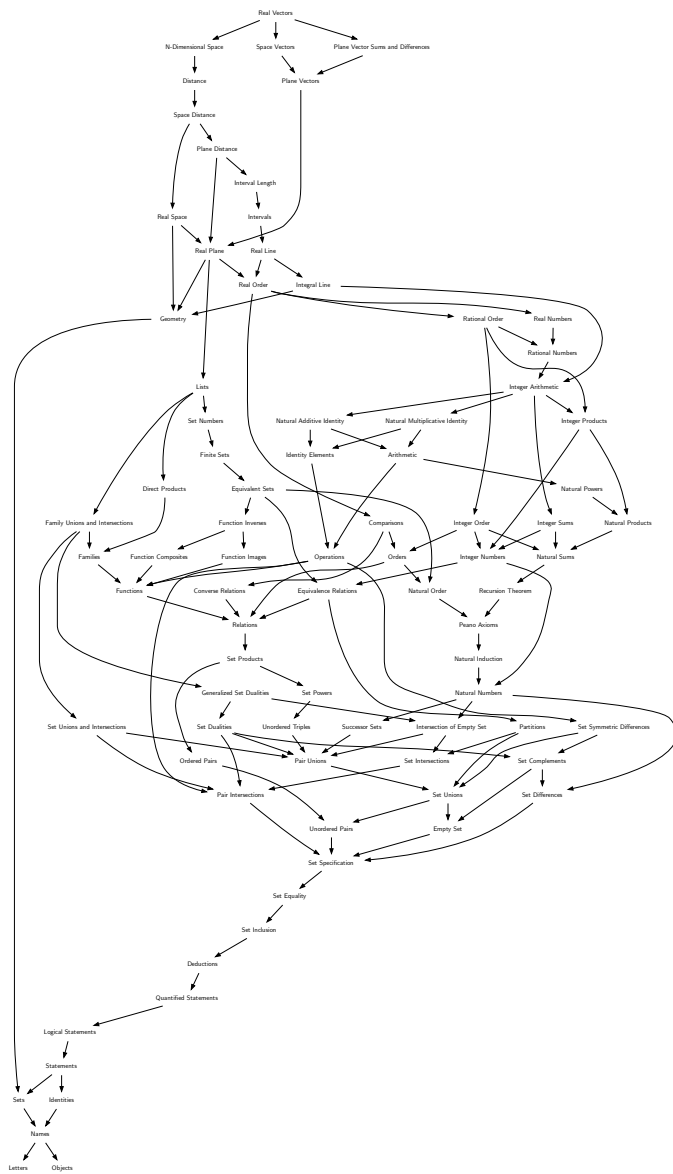 Real Vectors
N-Dimensional Space
Space Vectors
Plane Vector Sums and Differences
Distance
Plane Vectors
Space Distance
Plane Distance
Interval Length
Real Space
Intervals
Real Plane
Real Line
Real Order
Integral Line
Geometry
Rational Order
Real Numbers
Rational Numbers
Lists
Integer Arithmetic
Set Numbers
Natural Additive Identity
Natural Multiplicative Identity
Integer Products
Finite Sets
Identity Elements
Arithmetic
Direct Products
Equivalent Sets
Natural Powers
Family Unions and Intersections
Function Inverses
Comparisons
Integer Order
Integer Sums
Natural Products
Families
Function Composites
Function Images
Operations
Orders
Integer Numbers
Natural Sums
Functions
Converse Relations
Equivalence Relations
Natural Order
Recursion Theorem
Relations
Peano Axioms
Set Products
Natural Induction
Generalized Set Dualities
Set Powers
Natural Numbers
Set Unions and Intersections
Set Dualities
Unordered Triples
Successor Sets
Intersection of Empty Set
Partitions
Set Symmetric Differences
Ordered Pairs
Pair Unions
Set Intersections
Set Complements
Pair Intersections
Set Unions
Set Differences
Unordered Pairs
Empty Set
Set Specification
Set Equality
Set Inclusion
Deductions
Quantified Statements
Logical Statements
Statements
Sets
Identities
Names
Letters
Objects